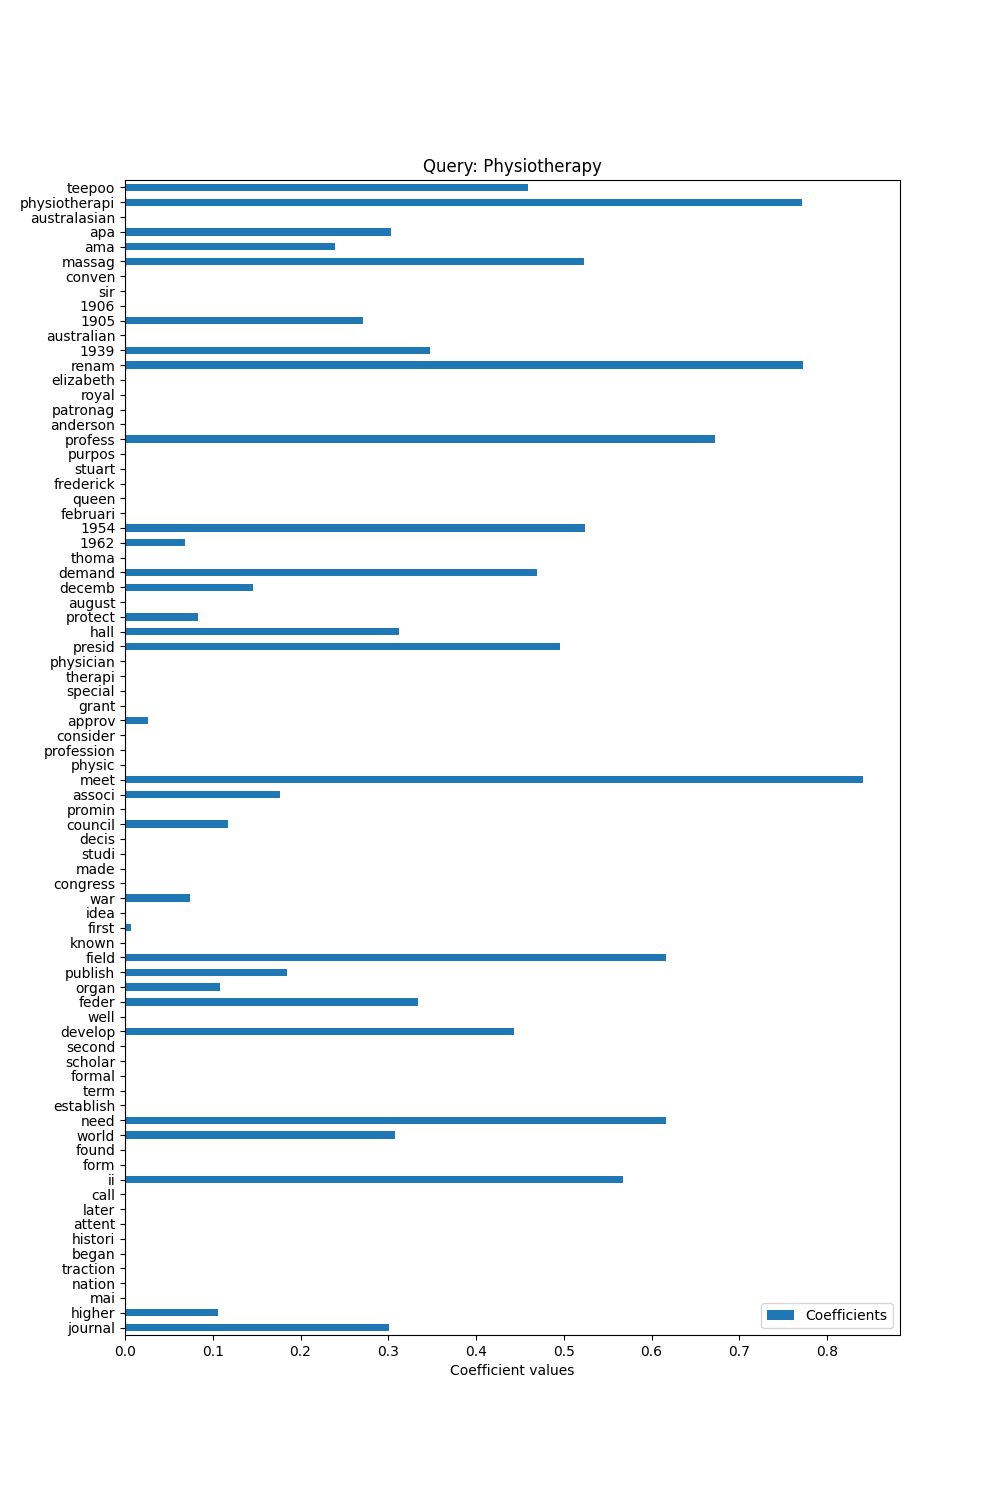 Query: Physiotherapy
teepoo
physiotherapi
australasian
apa
ama
massag
conven
sir
1906
1905
australian
1939
renam
elizabeth
royal
patronag
anderson
profess
purpos
stuart
frederick
queen
februari
1954
1962
thoma
demand
decemb
august
protect
hall
presid
physician
therapi
special
grant
approv
consider
profession
physic
meet
associ
promin
council
decis
studi
made
congress
war
idea
first
known
field
publish
organ
feder
well
develop
second
scholar
formal
term
establish
need
world
found
form
ii
call
later
attent
histori
began
traction
nation
mai
higher
journal
Coefficients
0.0 0.1 0.2 0.3 0.4 0.5 0.6 0.7 0.8
Coefficient values